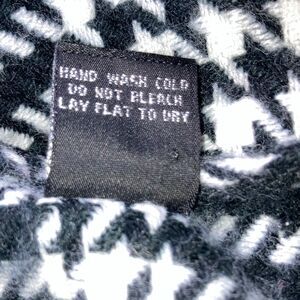 HAND WASH COLD
DO NOT BLEACH
LAY FLAT TO DRY